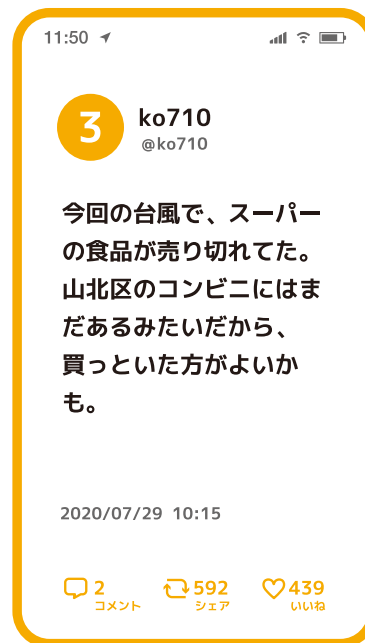 11:50
3
ko710
@ko710
今回の台風で、スーパー
の食品が売り切れてた。
山北区のコンビニにはま
だあるみたいだから、
買っといた方がよいか
も。
2020/07/29 10:15
2 592 439
コメント シェア いいね